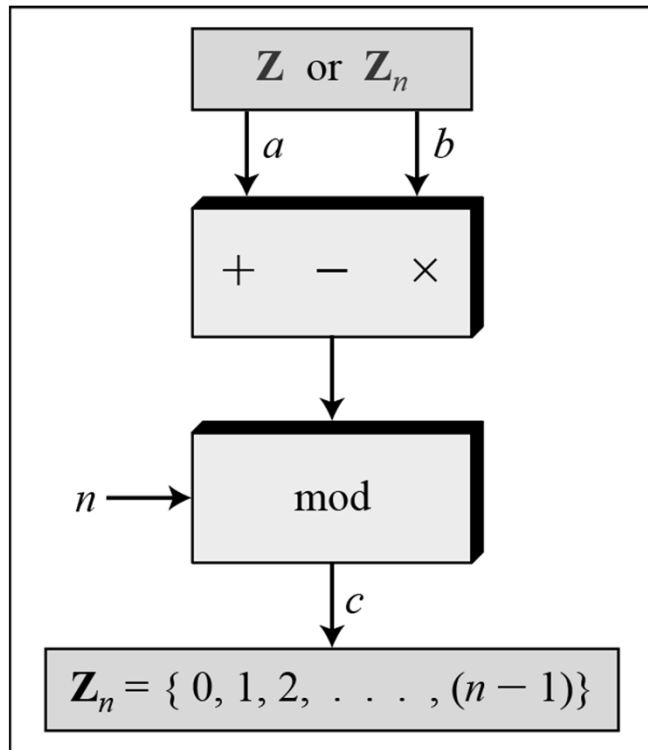 Z or Zₙ
a b
+ − ×
n mod
c
Zₙ = { 0, 1, 2, . . . . , (n − 1)}